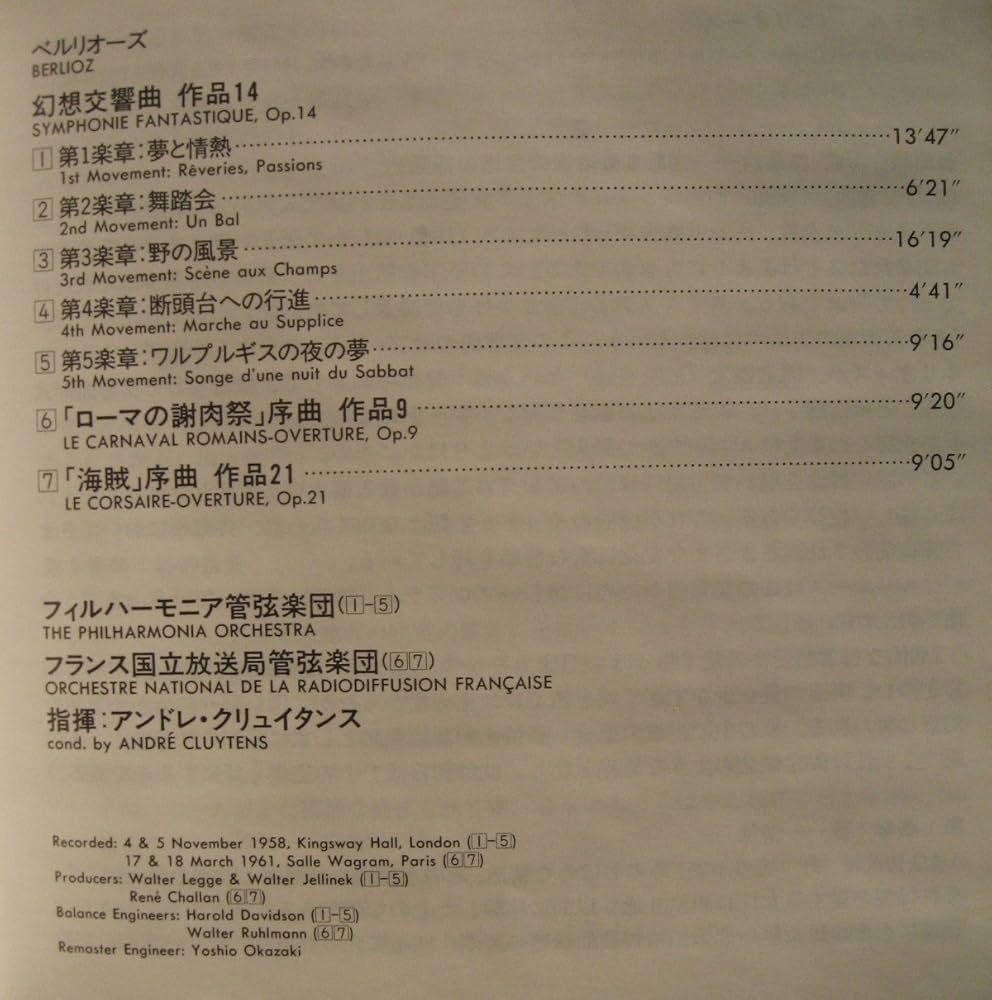 ベルリオーズ
BERLIOZ
幻想交響曲 作品14
SYMPHONIE FANTASTIQUE, Op.14
1 第1楽章:夢と情熱 13′47″
1st Movement: Rêveries, Passions
2 第2楽章:舞踏会 6′21″
2nd Movement: Un Bal
3 第3楽章:野の風景 16′19″
3rd Movement: Scène aux Champs
4 第4楽章:断頭台への行進 4′41″
4th Movement: Marche au Supplice
5 第5楽章:ワルプルギスの夜の夢 9′16″
5th Movement: Songe d'une nuit du Sabbat
6 「ローマの謝肉祭」序曲 作品9 9′20″
LE CARNAVAL ROMAINS-OVERTURE, Op.9
7 「海賊」序曲 作品21 9′05″
LE CORSAIRE-OVERTURE, Op.21
フィルハーモニア管弦楽団(1-5)
THE PHILHARMONIA ORCHESTRA
フランス国立放送局管弦楽団(67)
ORCHESTRE NATIONAL DE LA RADIODIFFUSION FRANÇAISE
指揮:アンドレ・クリュイタンス
cond. by ANDRÉ CLUYTENS
Recorded: 4 & 5 November 1958, Kingsway Hall, London (1-5)
17 & 18 March 1961, Salle Wagram, Paris (67)
Producers: Walter Legge & Walter Jellinek (1-5)
René Challan (67)
Balance Engineers: Harold Davidson (1-5)
Walter Ruhlmann (67)
Remaster Engineer: Yoshio Okazaki